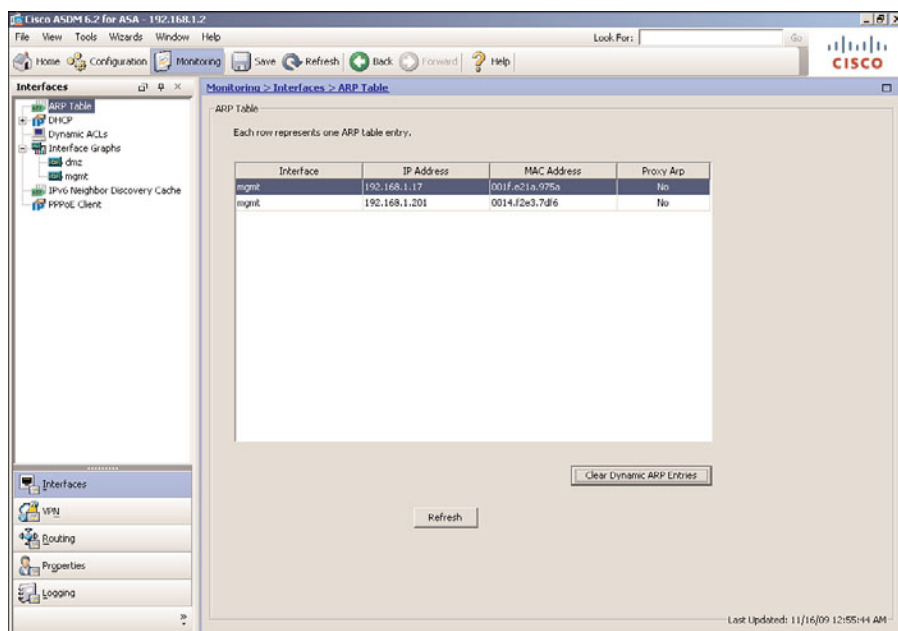 Cisco ASDM 6.2 for ASA - 192.168.1.2
File View Tools Wizards Window Help Look For: Go
Home Configuration Monitoring Save Refresh Back Forward Help
CISCO
Interfaces
ARP Table
DHCP
Dynamic ACLs
Interface Graphs
dmz
mgmt
IPv6 Neighbor Discovery Cache
PPPoE Client
Interfaces
VPN
Routing
Properties
Logging
Monitoring > Interfaces > ARP Table
ARP Table
Each row represents one ARP table entry.
Interface IP Address MAC Address Proxy Arp
mgmt 192.168.1.17 001f.e21a.975a No
mgmt 192.168.1.201 0014.f2e3.7df6 No
Clear Dynamic ARP Entries
Refresh
Last Updated: 11/16/09 12:55:44 AM